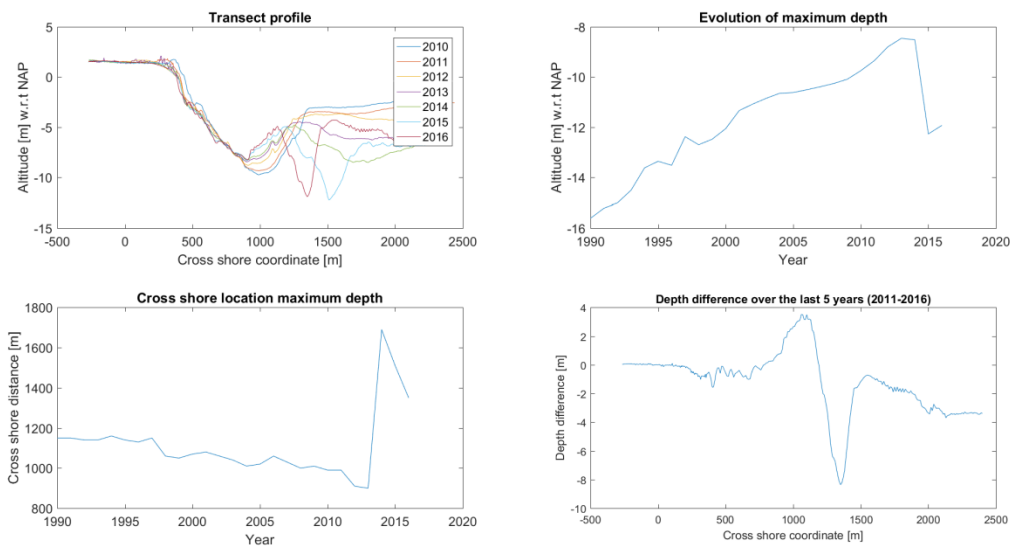 Transect profile
Altitude [m] w.r.t NAP
5
0
-5
-10
-15
-500 0 500 1000 1500 2000 2500
Cross shore coordinate [m]
2010
2011
2012
2013
2014
2015
2016
Evolution of maximum depth
Altitude [m] w.r.t NAP
-8
-10
-12
-14
-16
1990 1995 2000 2005 2010 2015 2020
Year
Cross shore location maximum depth
Cross shore distance [m]
1800
1600
1400
1200
1000
800
1990 1995 2000 2005 2010 2015 2020
Year
Depth difference over the last 5 years (2011-2016)
Depth difference [m]
4
2
0
-2
-4
-6
-8
-10
-500 0 500 1000 1500 2000 2500
Cross shore coordinate [m]